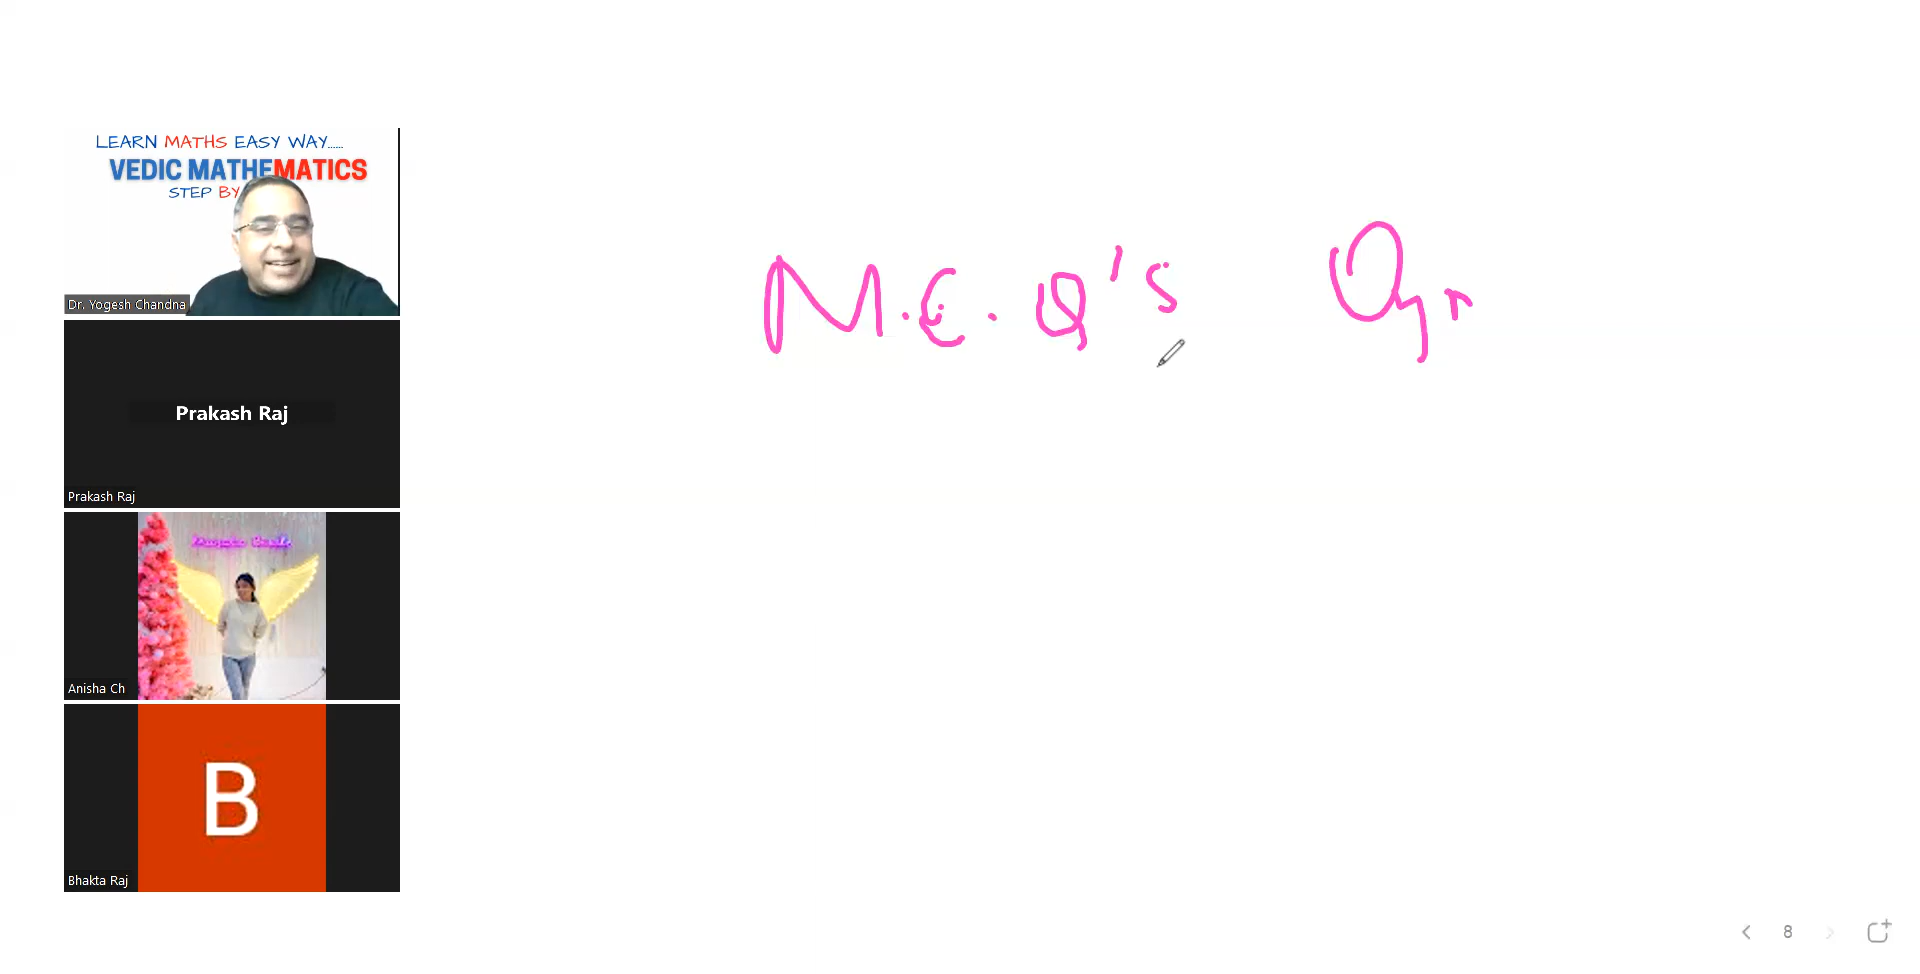 LEARN MATHS EASY WAY......
VEDIC MATHEMATICS
STEP BY
Dr. Yogesh Chandna
Prakash Raj
Prakash Raj
Anisha Ch
B
Bhakta Raj
M.C.Q's
8